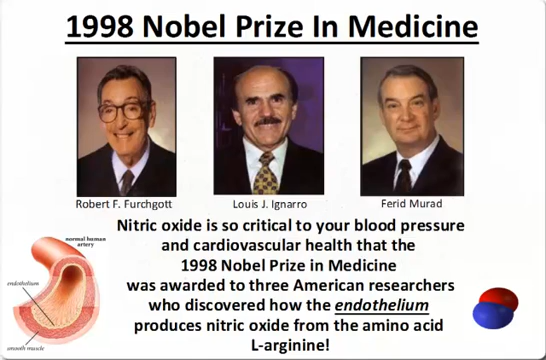 1998 Nobel Prize In Medicine
Robert F. Furchgott
Louis J. Ignarro
Ferid Murad
Nitric oxide is so critical to your blood pressure
and cardiovascular health that the
1998 Nobel Prize in Medicine
was awarded to three American researchers
who discovered how the endothelium
produces nitric oxide from the amino acid
L-arginine!
normal human
artery
endothelium
smooth muscle